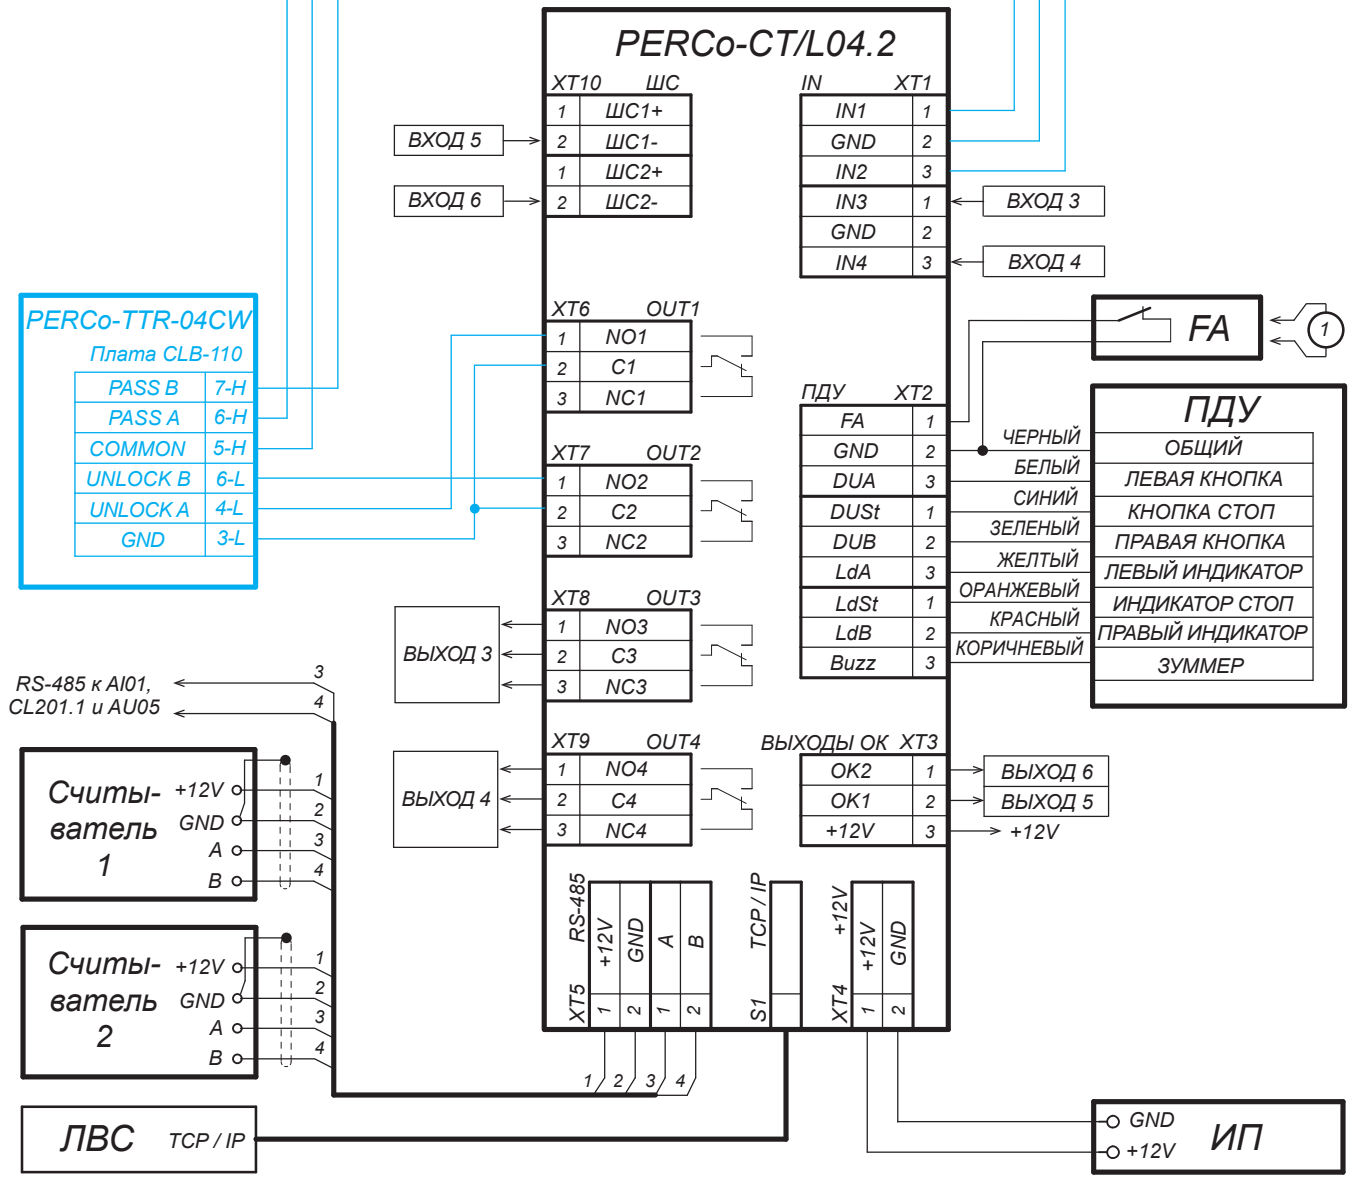 PERCo-CT/L04.2
XT10 ШС
1 ШС1+
2 ШС1-
1 ШС2+
2 ШС2-
ВХОД 5
ВХОД 6
IN XT1
IN1 1
GND 2
IN2 3
IN3 1
GND 2
IN4 3
ВХОД 3
ВХОД 4
PERCo-TTR-04CW
Плата CLB-110
PASS B 7-H
PASS A 6-H
COMMON 5-H
UNLOCK B 6-L
UNLOCK A 4-L
GND 3-L
XT6 OUT1
1 NO1
2 C1
3 NC1
XT7 OUT2
1 NO2
2 C2
3 NC2
XT8 OUT3
1 NO3
2 C3
3 NC3
ВЫХОД 3
XT9 OUT4
1 NO4
2 C4
3 NC4
ВЫХОД 4
FA
1
ПДУ XT2
FA 1
GND 2
DUA 3
DUSt 1
DUB 2
LdA 3
LdSt 1
LdB 2
Buzz 3
ЧЕРНЫЙ
БЕЛЫЙ
СИНИЙ
ЗЕЛЕНЫЙ
ЖЕЛТЫЙ
ОРАНЖЕВЫЙ
КРАСНЫЙ
КОРИЧНЕВЫЙ
ПДУ
ОБЩИЙ
ЛЕВАЯ КНОПКА
КНОПКА СТОП
ПРАВАЯ КНОПКА
ЛЕВЫЙ ИНДИКАТОР
ИНДИКАТОР СТОП
ПРАВЫЙ ИНДИКАТОР
ЗУММЕР
ВЫХОДЫ ОК XT3
OK2 1
OK1 2
+12V 3
ВЫХОД 6
ВЫХОД 5
+12V
RS-485 к AI01,
CL201.1 и AU05
3
4
Считы-
ватель
1
+12V
GND
A
B
1
2
3
4
Считы-
ватель
2
+12V
GND
A
B
1
2
3
4
XT5 RS-485
+12V 1
GND 2
A 1
B 2
1 2 3 4
S1 TCP / IP
XT4 +12V
+12V 1
GND 2
ЛВС TCP / IP
GND
+12V
ИП